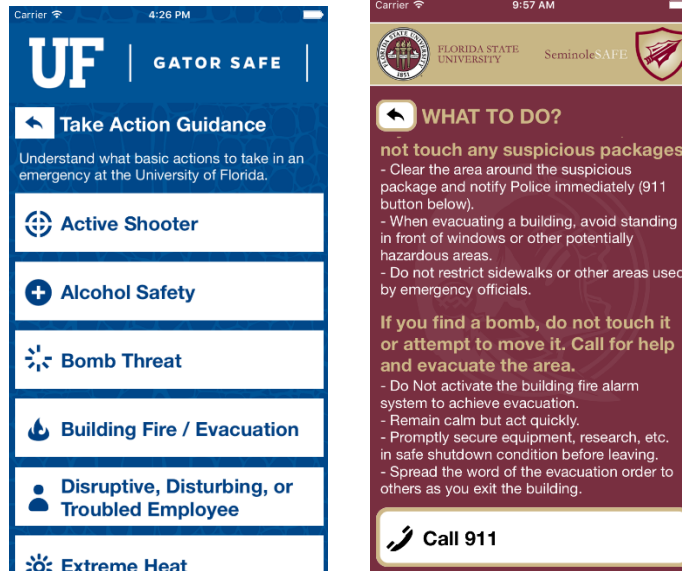 Carrier 4:26 PM
UF GATOR SAFE
Take Action Guidance
Understand what basic actions to take in an
emergency at the University of Florida.
Active Shooter
Alcohol Safety
Bomb Threat
Building Fire / Evacuation
Disruptive, Disturbing, or
Troubled Employee
Extreme Heat
Carrier 9:57 AM
FLORIDA STATE UNIVERSITY
1851
FLORIDA STATE
UNIVERSITY
SeminoleSAFE
WHAT TO DO?
not touch any suspicious packages
- Clear the area around the suspicious
package and notify Police immediately (911
button below).
- When evacuating a building, avoid standing
in front of windows or other potentially
hazardous areas.
- Do not restrict sidewalks or other areas used
by emergency officials.
If you find a bomb, do not touch it
or attempt to move it. Call for help
and evacuate the area.
- Do Not activate the building fire alarm
system to achieve evacuation.
- Remain calm but act quickly.
- Promptly secure equipment, research, etc.
in safe shutdown condition before leaving.
- Spread the word of the evacuation order to
others as you exit the building.
Call 911